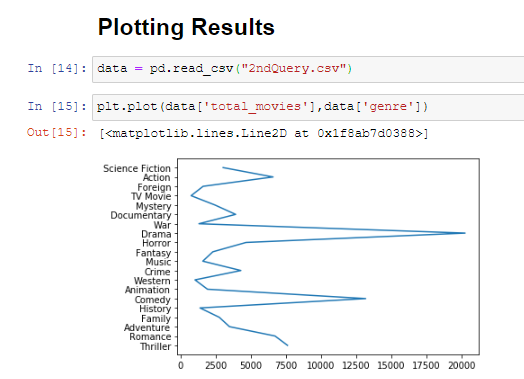 Plotting Results
In [14]: data = pd.read_csv("2ndQuery.csv")
In [15]: plt.plot(data['total_movies'],data['genre'])
Out[15]: [<matplotlib.lines.Line2D at 0x1f8ab7d0388>]
Science Fiction
Action
Foreign
TV Movie
Mystery
Documentary
War
Drama
Horror
Fantasy
Music
Crime
Western
Animation
Comedy
History
Family
Adventure
Romance
Thriller
0 2500 5000 7500 10000 12500 15000 17500 20000